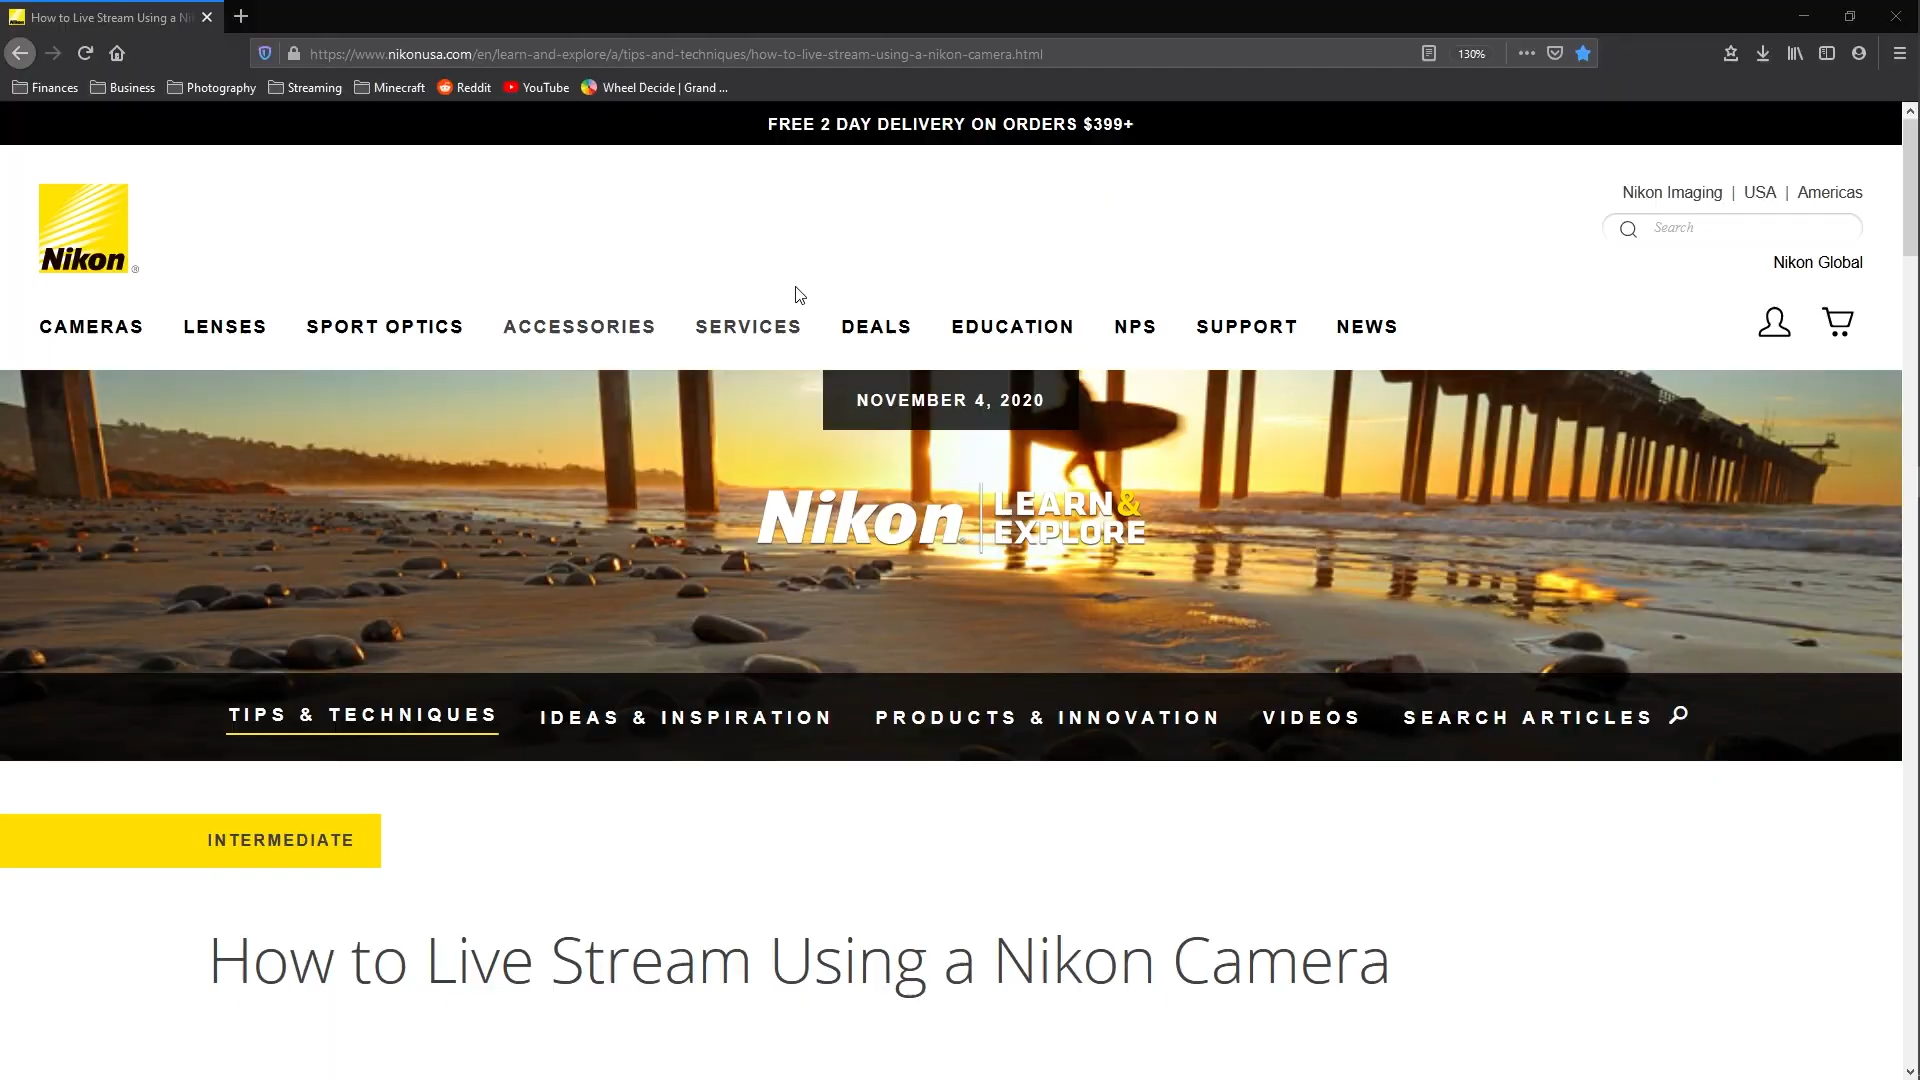 How to Live Stream Using a Ni
https://www.nikonusa.com/en/learn-and-explore/a/tips-and-techniques/how-to-live-stream-using-a-nikon-camera.html
130%
Finances Business Photography Streaming Minecraft Reddit YouTube Wheel Decide | Grand ...
FREE 2 DAY DELIVERY ON ORDERS $399+
Nikon ®
Nikon Imaging | USA | Americas
Search
Nikon Global
CAMERAS LENSES SPORT OPTICS ACCESSORIES SERVICES DEALS EDUCATION NPS SUPPORT NEWS
NOVEMBER 4, 2020
Nikon LEARN &
EXPLORE
TIPS & TECHNIQUES IDEAS & INSPIRATION PRODUCTS & INNOVATION VIDEOS SEARCH ARTICLES
INTERMEDIATE
How to Live Stream Using a Nikon Camera